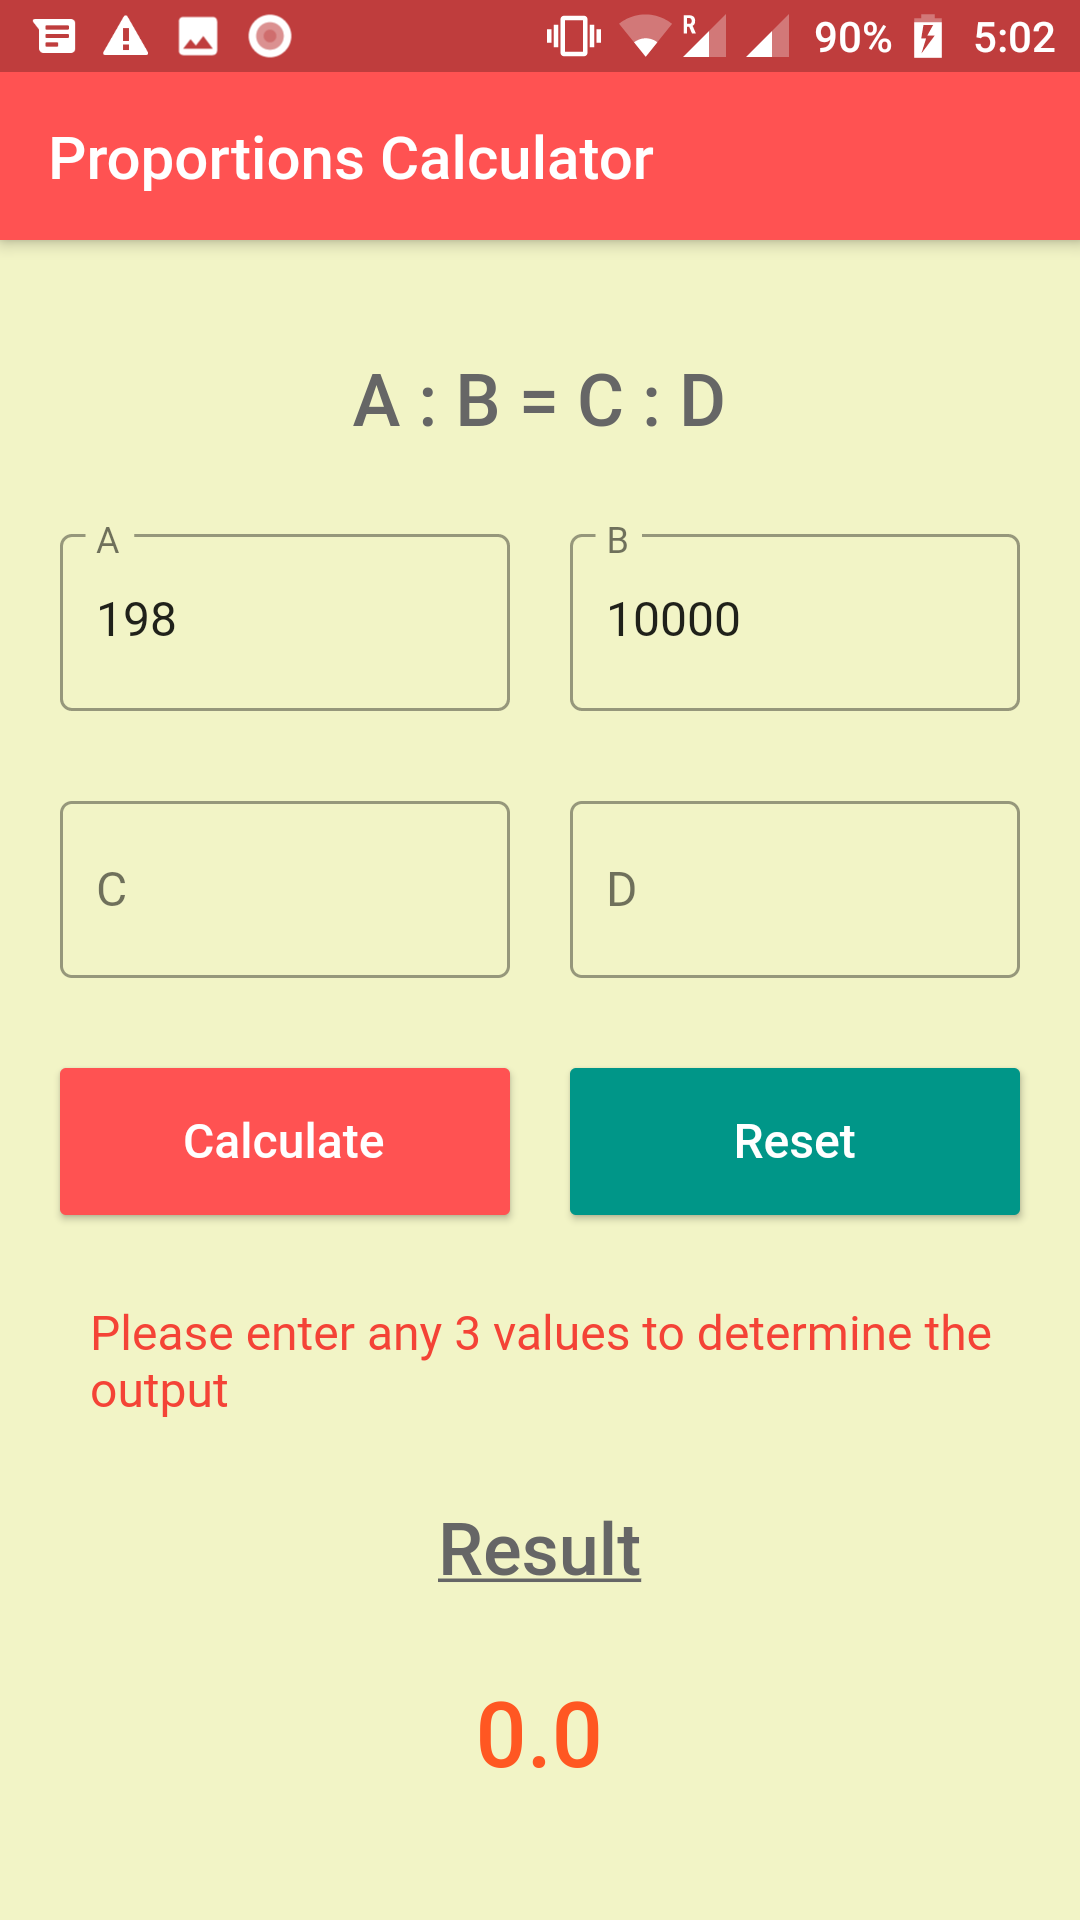 R 90% 5:02
Proportions Calculator
A : B = C : D
A B
198 10000
C D
Calculate Reset
Please enter any 3 values to determine the
output
Result
0.0